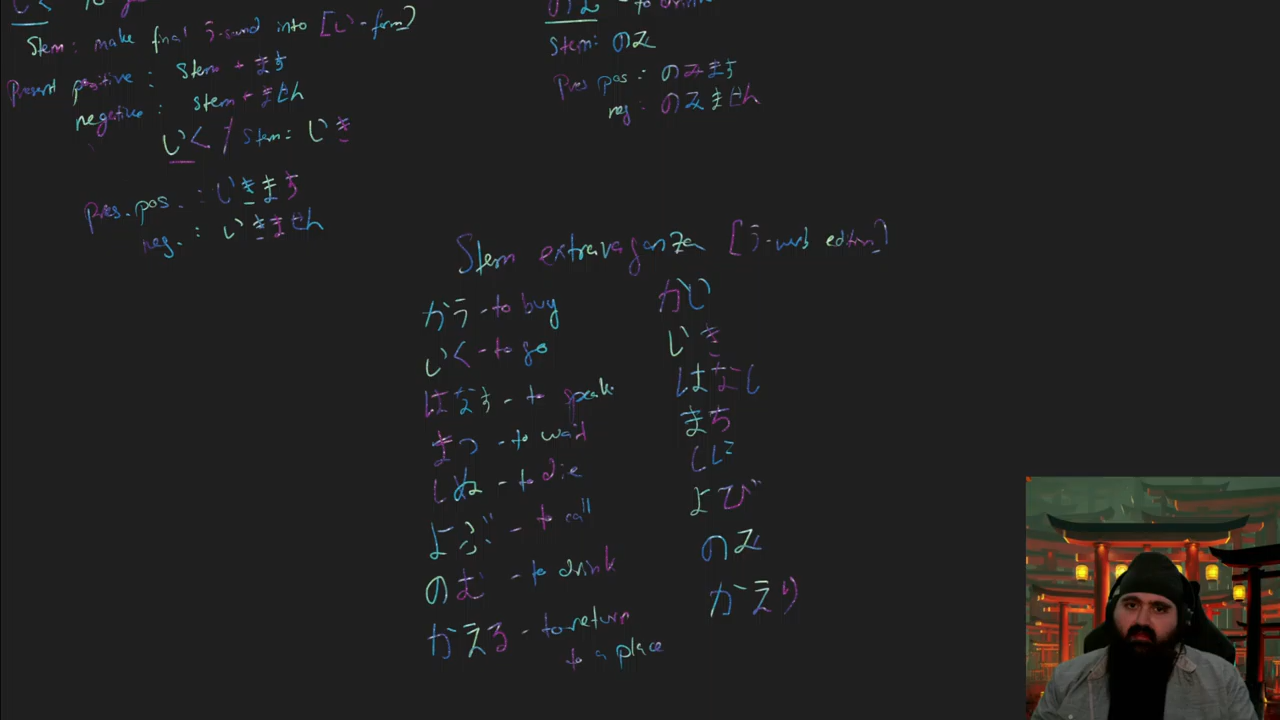 Stem: make final う-sound into [い-form]
Present positive: Stem + ます
negative: Stem + ません
いく / Stem: いき
pres. pos. : いきます
neg. : いきません
のむ - to drink
Stem: のみ
Pres pos: のみます
neg: のみません
Stem extravaganza [う-verb edition]
かう - to buy かい
いく - to go いき
はなす - to speak はなし
まつ - to wait まち
しぬ - to die しに
よぶ - to call よび
のむ - to drink のみ
かえる - to return かえり
to a place